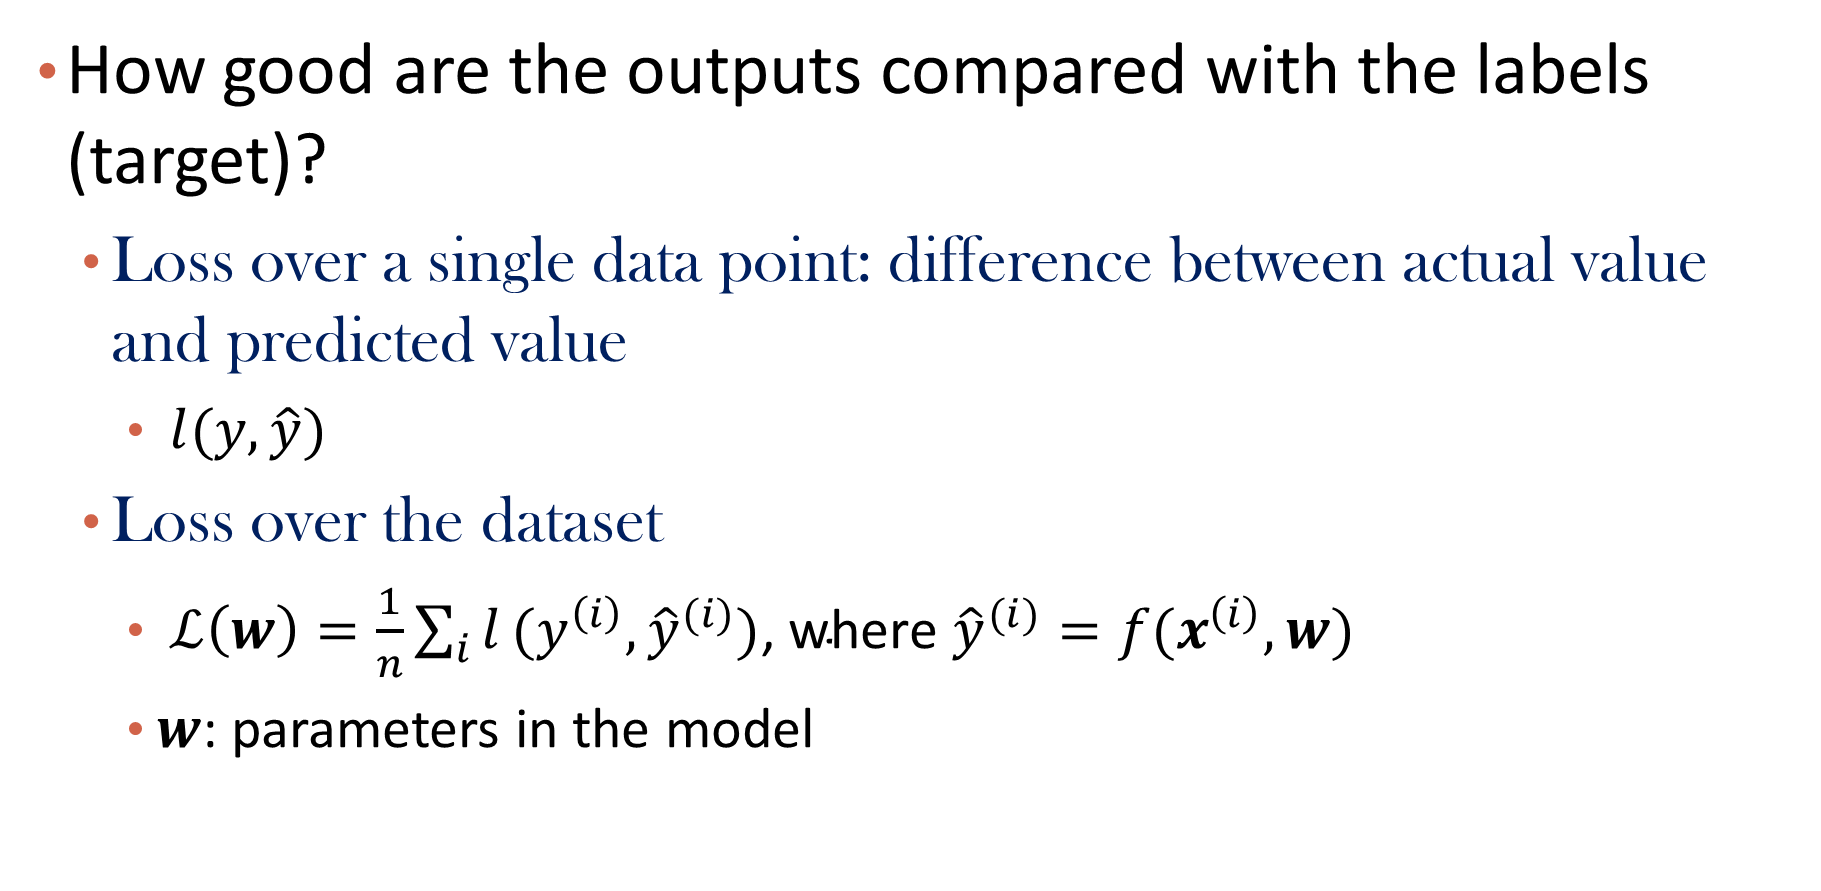 • How good are the outputs compared with the labels
(target)?
• Loss over a single data point: difference between actual value
and predicted value
• l(y, ŷ)
• Loss over the dataset
• ℒ(𝒘) = 1/n ∑ᵢ l (y⁽ⁱ⁾, ŷ⁽ⁱ⁾), where ŷ⁽ⁱ⁾ = f(𝒙⁽ⁱ⁾, 𝒘)
• 𝒘: parameters in the model